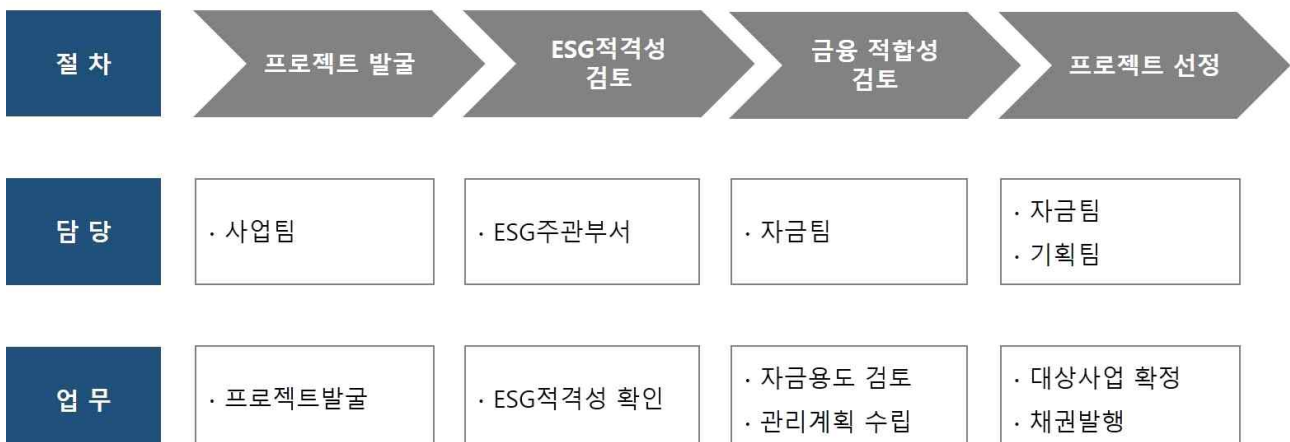 절 차
프로젝트 발굴
ESG적격성
검토
금융 적합성
검토
프로젝트 선정
담 당
· 사업팀
· ESG주관부서
· 자금팀
· 자금팀
· 기획팀
업 무
· 프로젝트발굴
· ESG적격성 확인
· 자금용도 검토
· 관리계획 수립
· 대상사업 확정
· 채권발행